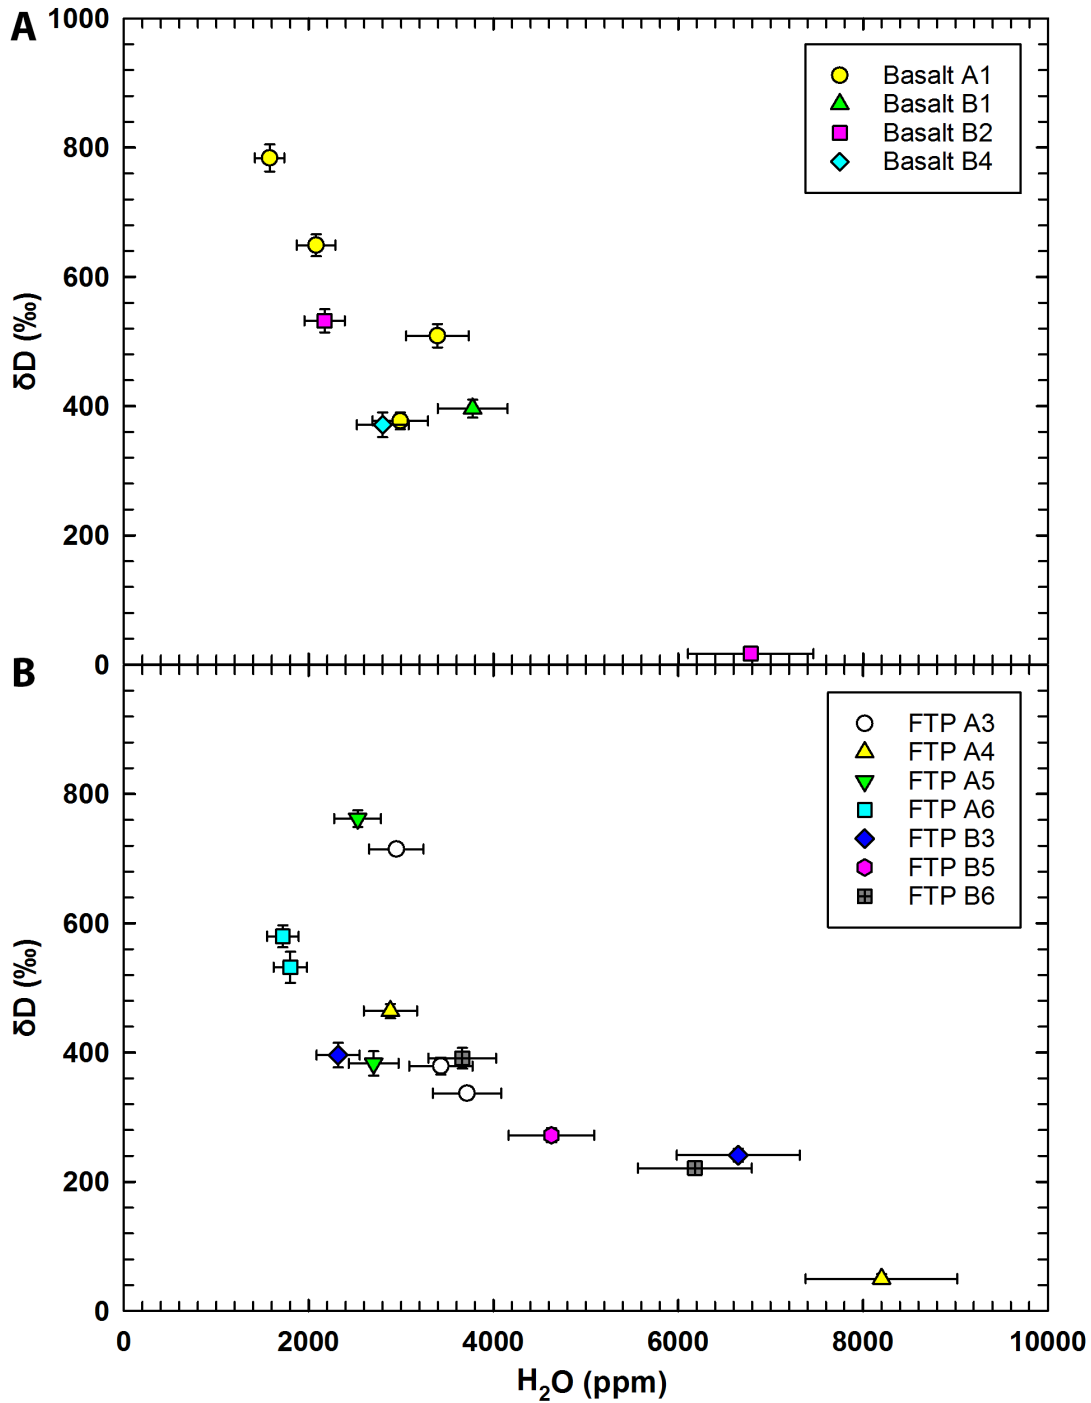 A
1000
800
600
400
200
0
δD (‰)
Basalt A1
Basalt B1
Basalt B2
Basalt B4
B
800
600
400
200
0
δD (‰)
FTP A3
FTP A4
FTP A5
FTP A6
FTP B3
FTP B5
FTP B6
0 2000 4000 6000 8000 10000
H₂O (ppm)